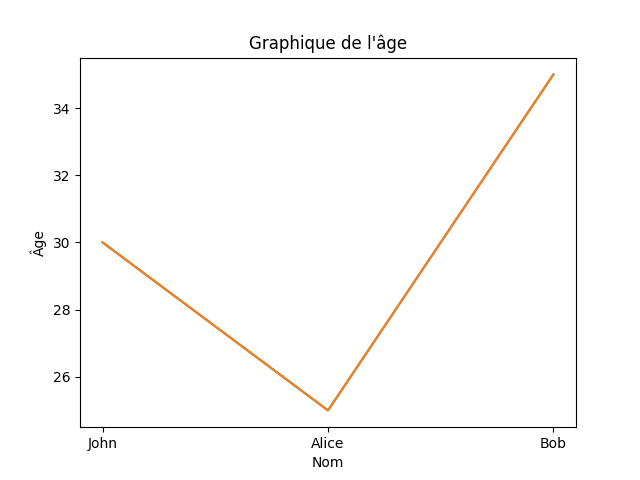 Graphique de l'âge
34
32
30
28
26
Âge
John Alice Bob
Nom